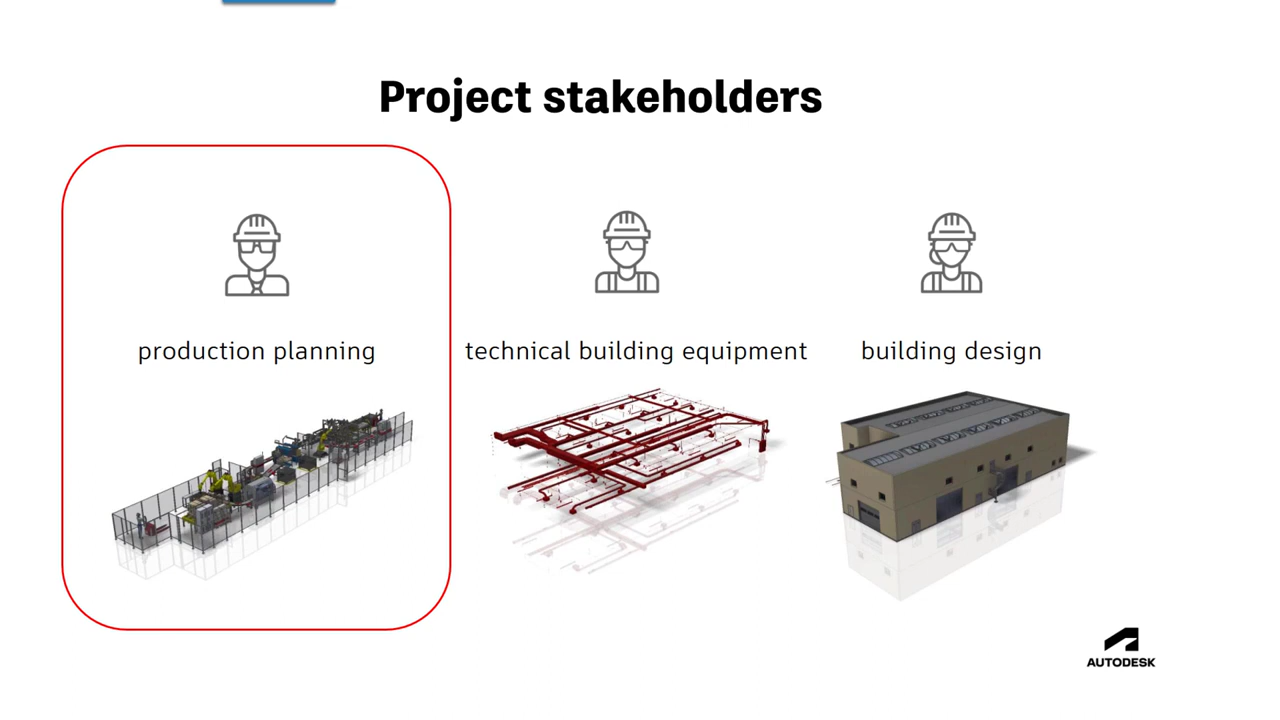 Project stakeholders
production planning
technical building equipment
building design
AUTODESK